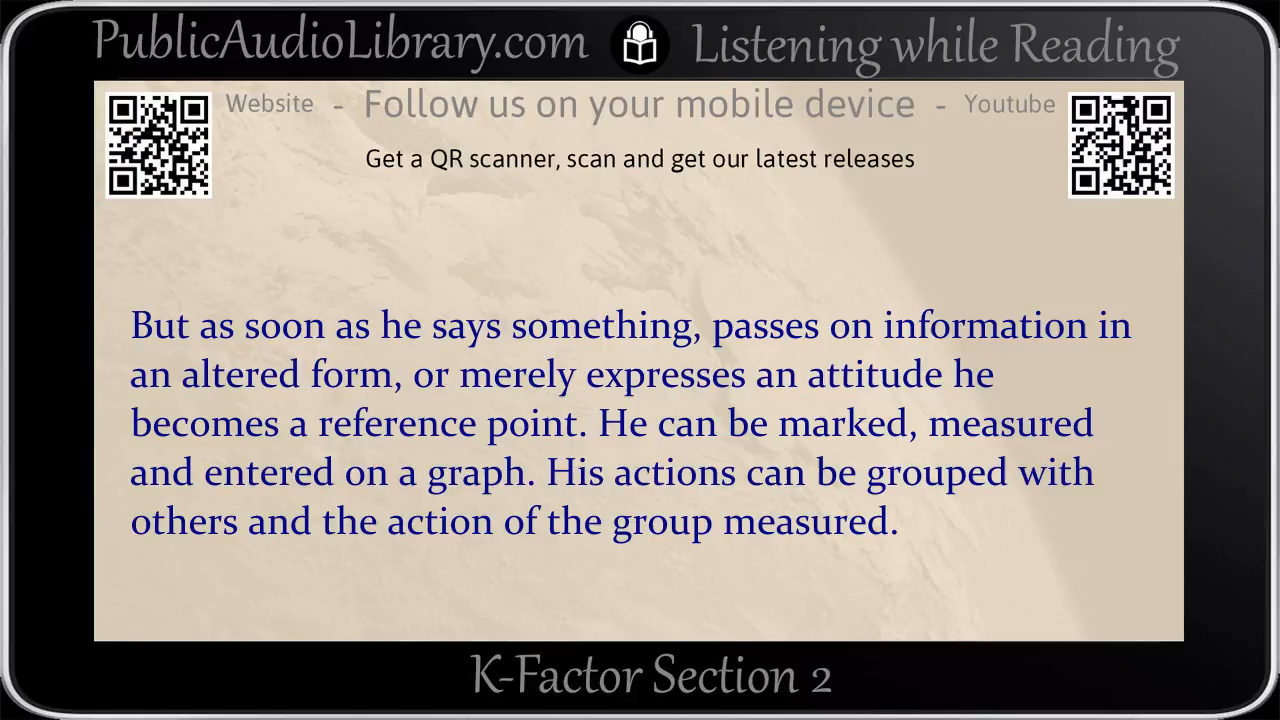 PublicAudioLibrary.com Listening while Reading
Website - Follow us on your mobile device - Youtube
Get a QR scanner, scan and get our latest releases
But as soon as he says something, passes on information in
an altered form, or merely expresses an attitude he
becomes a reference point. He can be marked, measured
and entered on a graph. His actions can be grouped with
others and the action of the group measured.
K-Factor Section 2